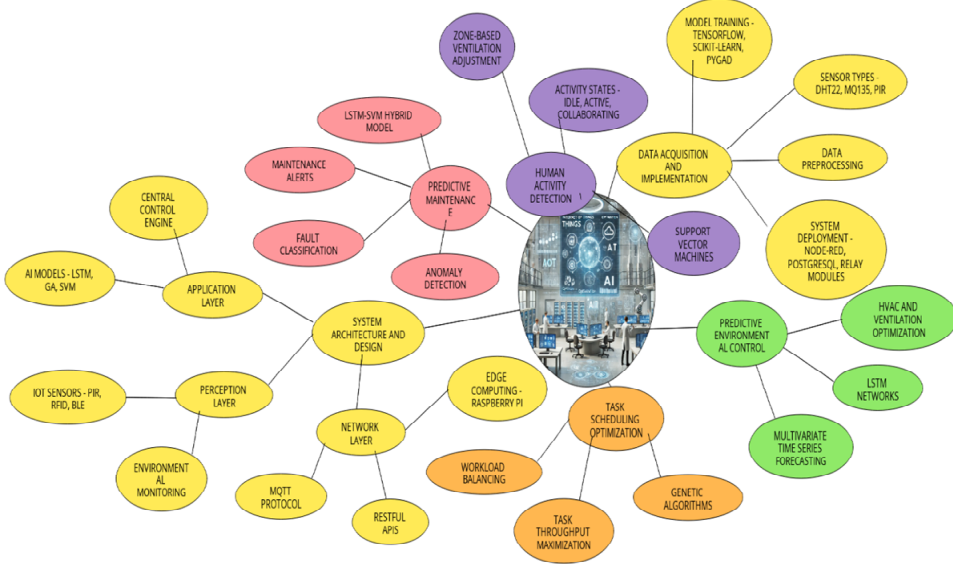 MODEL TRAINING -
TENSORFLOW,
SCIKIT-LEARN,
PYGAD
ZONE-BASED
VENTILATION
ADJUSTMENT
SENSOR TYPES -
DHT22, MQ135, PIR
ACTIVITY STATES -
IDLE, ACTIVE,
COLLABORATING
LSTM-SVM HYBRID
MODEL
DATA ACQUISITION
AND
IMPLEMENTATION
DATA
PREPROCESSING
MAINTENANCE
ALERTS
PREDICTIVE
MAINTENANC
E
HUMAN
ACTIVITY
DETECTION
CENTRAL
CONTROL
ENGINE
FAULT
CLASSIFICATION
THINGS
AIOT
AI
SUPPORT
VECTOR
MACHINES
SYSTEM
DEPLOYMENT -
NODE-RED,
POSTGRESQL, RELAY
MODULES
ANOMALY
DETECTION
AI MODELS - LSTM,
GA, SVM
APPLICATION
LAYER
SYSTEM
ARCHITECTURE AND
DESIGN
PREDICTIVE
ENVIRONMENT
AL CONTROL
HVAC AND
VENTILATION
OPTIMIZATION
IOT SENSORS - PIR,
RFID, BLE
PERCEPTION
LAYER
EDGE
COMPUTING -
RASPBERRY PI
LSTM
NETWORKS
NETWORK
LAYER
TASK
SCHEDULING
OPTIMIZATION
MULTIVARIATE
TIME SERIES
FORECASTING
ENVIRONMENT
AL
MONITORING
WORKLOAD
BALANCING
MQTT
PROTOCOL
GENETIC
ALGORITHMS
RESTFUL
APIS
TASK
THROUGHPUT
MAXIMIZATION